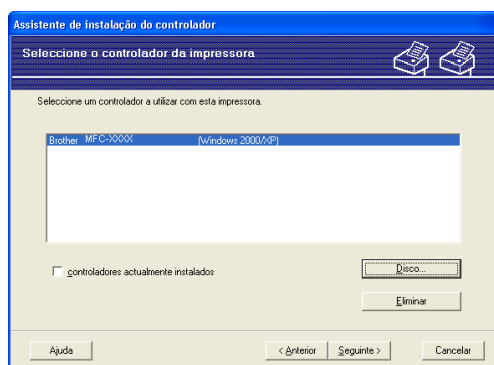 Assistente de instalação do controlador
Seleccione o controlador da impressora
Seleccione um controlador a utilizar com esta impressora.
Brother MFC-XXXX (Windows 2000/XP)
controladores actualmente instalados
Disco...
Eliminar
Ajuda
< Anterior
Seguinte >
Cancelar